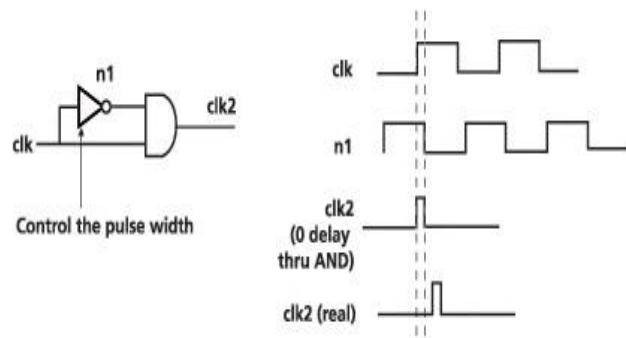 n1
clk2
clk
Control the pulse width
clk
n1
clk2
(0 delay
thru AND)
clk2 (real)